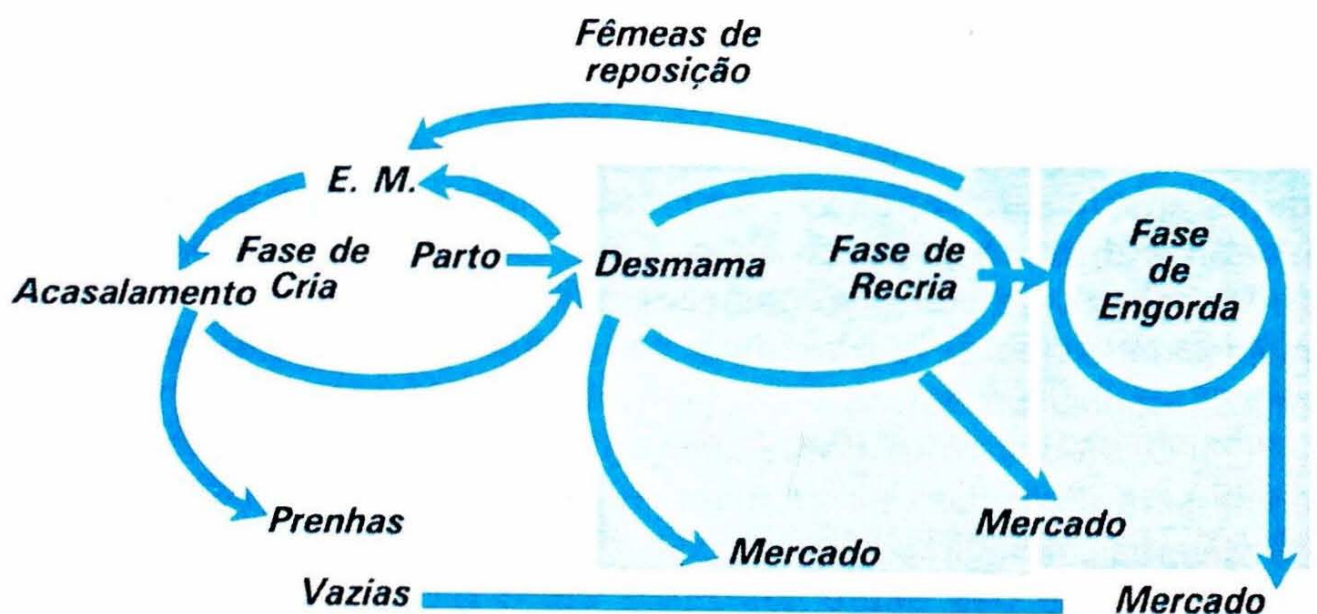 Fêmeas de
reposição
E. M.
Fase de
Cria
Parto
Desmama
Fase de
Recria
Fase
de
Engorda
Acasalamento
Prenhas
Mercado
Mercado
Vazias
Mercado